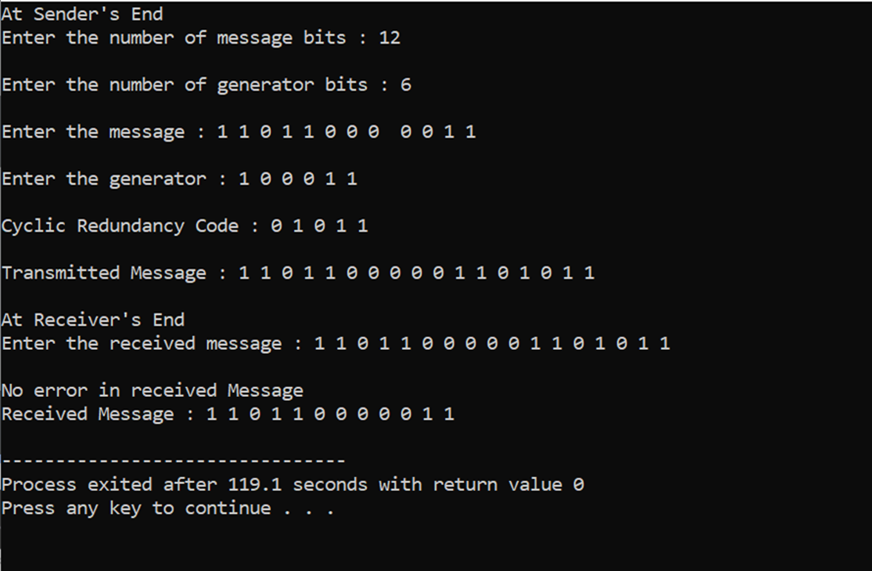 At Sender's End
Enter the number of message bits : 12
Enter the number of generator bits : 6
Enter the message : 1 1 0 1 1 0 0 0  0 0 1 1
Enter the generator : 1 0 0 0 1 1
Cyclic Redundancy Code : 0 1 0 1 1
Transmitted Message : 1 1 0 1 1 0 0 0 0 0 1 1 0 1 0 1 1
At Receiver's End
Enter the received message : 1 1 0 1 1 0 0 0 0 0 1 1 0 1 0 1 1
No error in received Message
Received Message : 1 1 0 1 1 0 0 0 0 0 1 1
--------------------------------
Process exited after 119.1 seconds with return value 0
Press any key to continue . . .